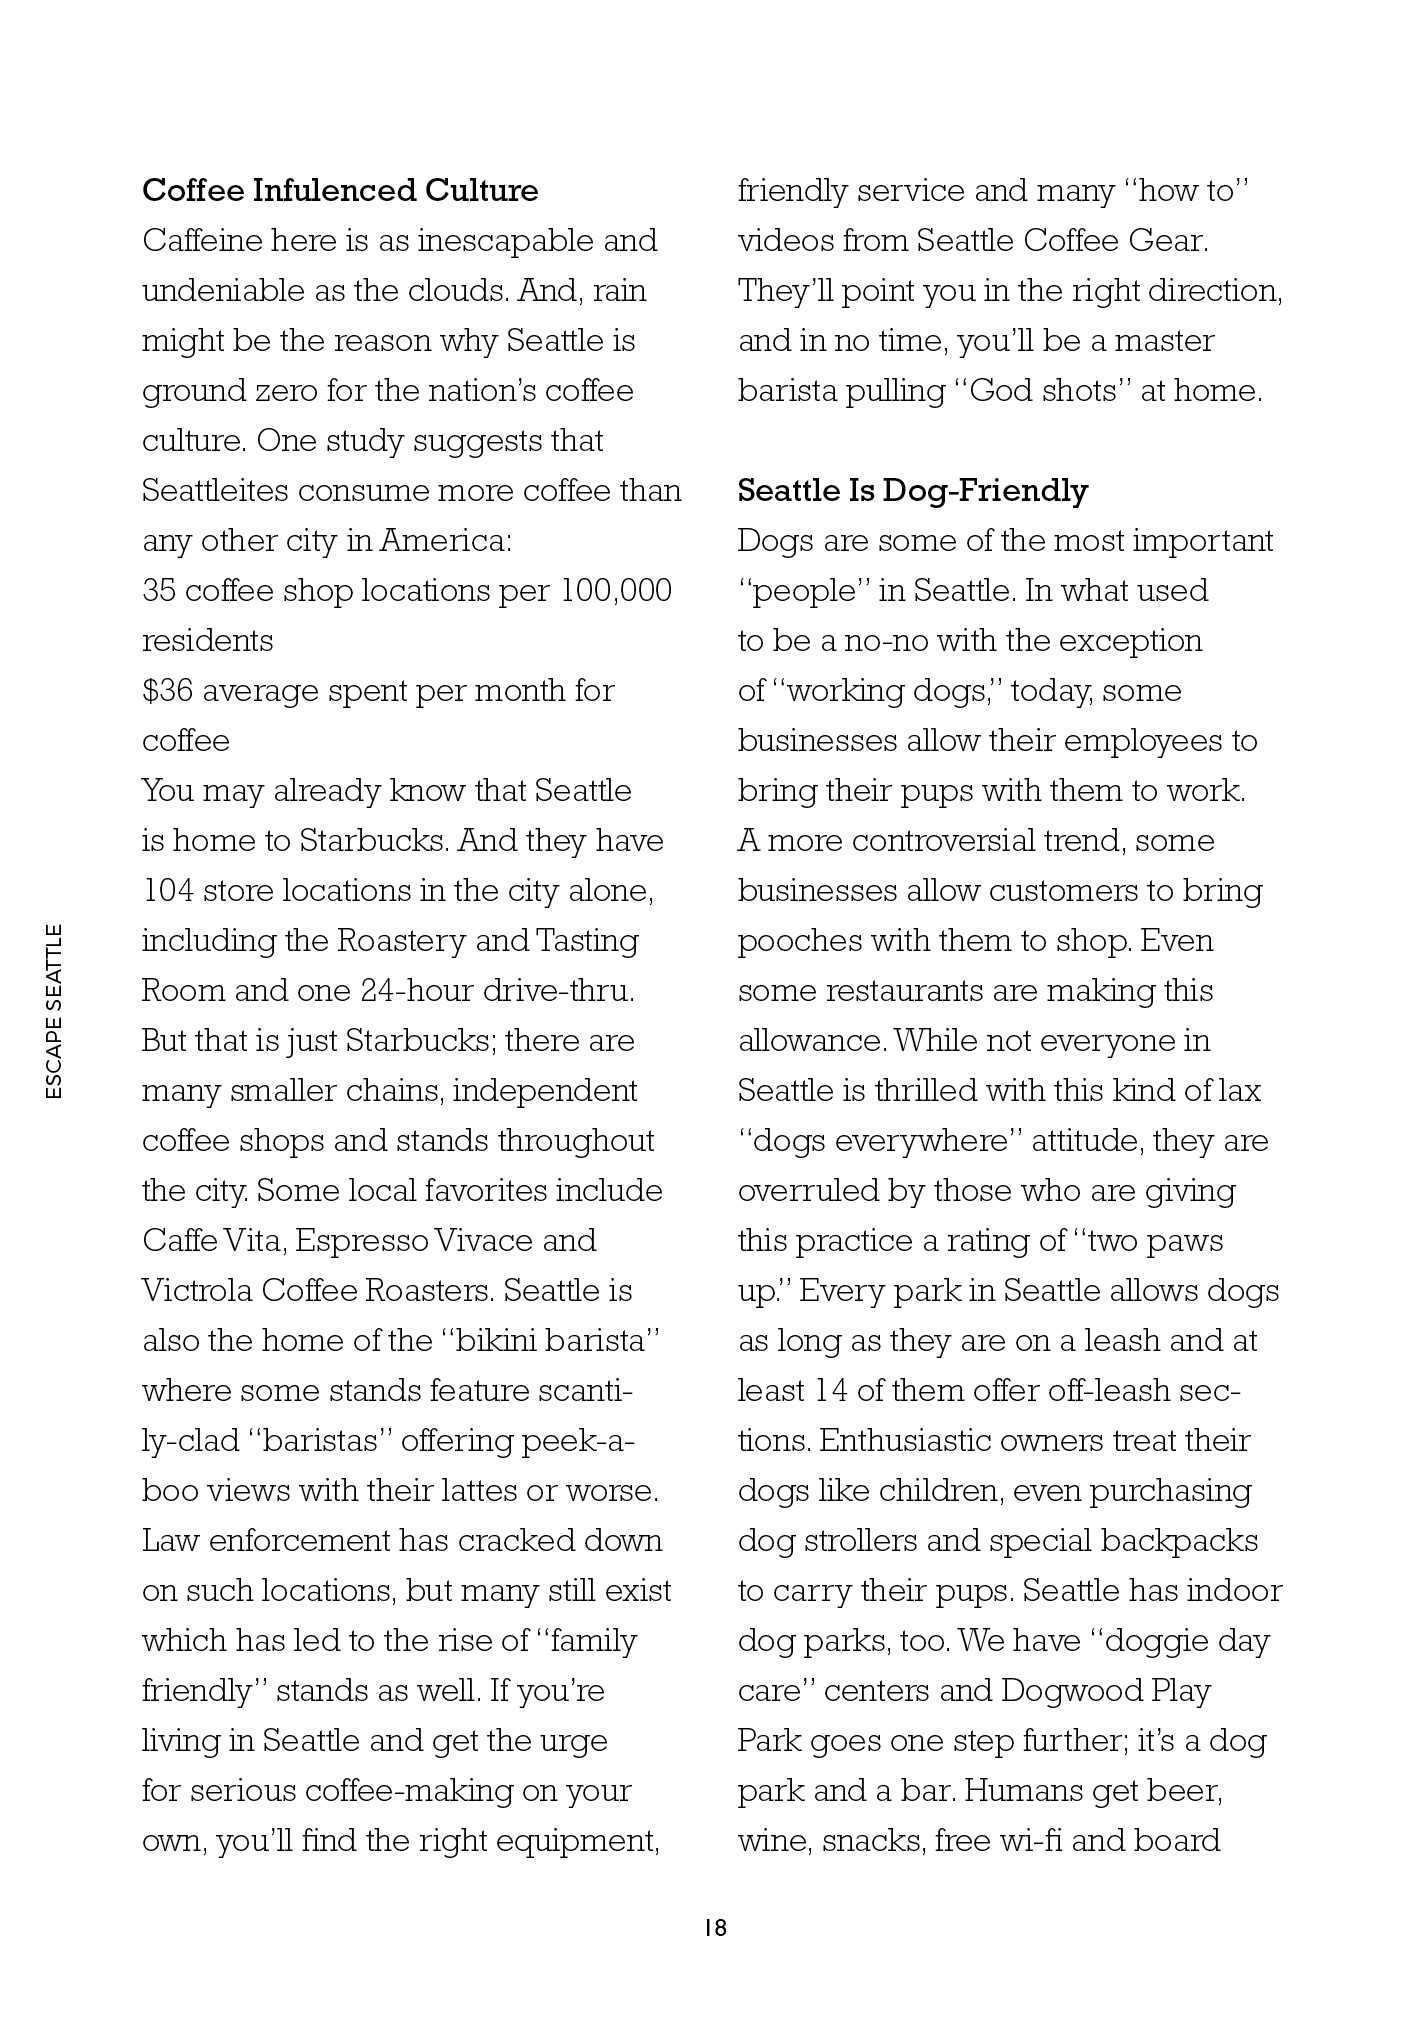 Coffee Infulenced Culture
Caffeine here is as inescapable and
undeniable as the clouds. And, rain
might be the reason why Seattle is
ground zero for the nation’s coffee
culture. One study suggests that
Seattleites consume more coffee than
any other city in America:
35 coffee shop locations per 100,000
residents
$36 average spent per month for
coffee
You may already know that Seattle
is home to Starbucks. And they have
104 store locations in the city alone,
including the Roastery and Tasting
Room and one 24-hour drive-thru.
But that is just Starbucks; there are
many smaller chains, independent
coffee shops and stands throughout
the city. Some local favorites include
Caffe Vita, Espresso Vivace and
Victrola Coffee Roasters. Seattle is
also the home of the “bikini barista”
where some stands feature scanti-
ly-clad “baristas” offering peek-a-
boo views with their lattes or worse.
Law enforcement has cracked down
on such locations, but many still exist
which has led to the rise of “family
friendly” stands as well. If you’re
living in Seattle and get the urge
for serious coffee-making on your
own, you’ll find the right equipment,
friendly service and many “how to”
videos from Seattle Coffee Gear.
They’ll point you in the right direction,
and in no time, you’ll be a master
barista pulling “God shots” at home.
Seattle Is Dog-Friendly
Dogs are some of the most important
“people” in Seattle. In what used
to be a no-no with the exception
of “working dogs,” today, some
businesses allow their employees to
bring their pups with them to work.
A more controversial trend, some
businesses allow customers to bring
pooches with them to shop. Even
some restaurants are making this
allowance. While not everyone in
Seattle is thrilled with this kind of lax
“dogs everywhere” attitude, they are
overruled by those who are giving
this practice a rating of “two paws
up.” Every park in Seattle allows dogs
as long as they are on a leash and at
least 14 of them offer off-leash sec-
tions. Enthusiastic owners treat their
dogs like children, even purchasing
dog strollers and special backpacks
to carry their pups. Seattle has indoor
dog parks, too. We have “doggie day
care” centers and Dogwood Play
Park goes one step further; it’s a dog
park and a bar. Humans get beer,
wine, snacks, free wi-fi and board
ESCAPE SEATTLE
18